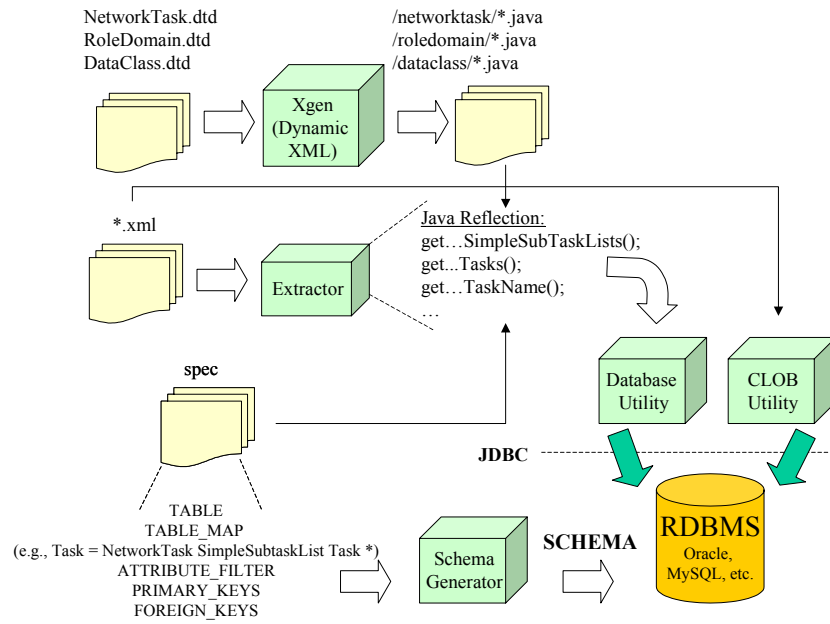 NetworkTask.dtd
RoleDomain.dtd
DataClass.dtd
/networktask/*.java
/roledomain/*.java
/dataclass/*.java
Xgen
(Dynamic
XML)
*.xml
Extractor
Java Reflection:
get…SimpleSubTaskLists();
get...Tasks();
get…TaskName();
…
spec
Database
Utility
CLOB
Utility
JDBC
TABLE
TABLE_MAP
(e.g., Task = NetworkTask SimpleSubtaskList Task *)
ATTRIBUTE_FILTER
PRIMARY_KEYS
FOREIGN_KEYS
Schema
Generator
SCHEMA
RDBMS
Oracle,
MySQL, etc.